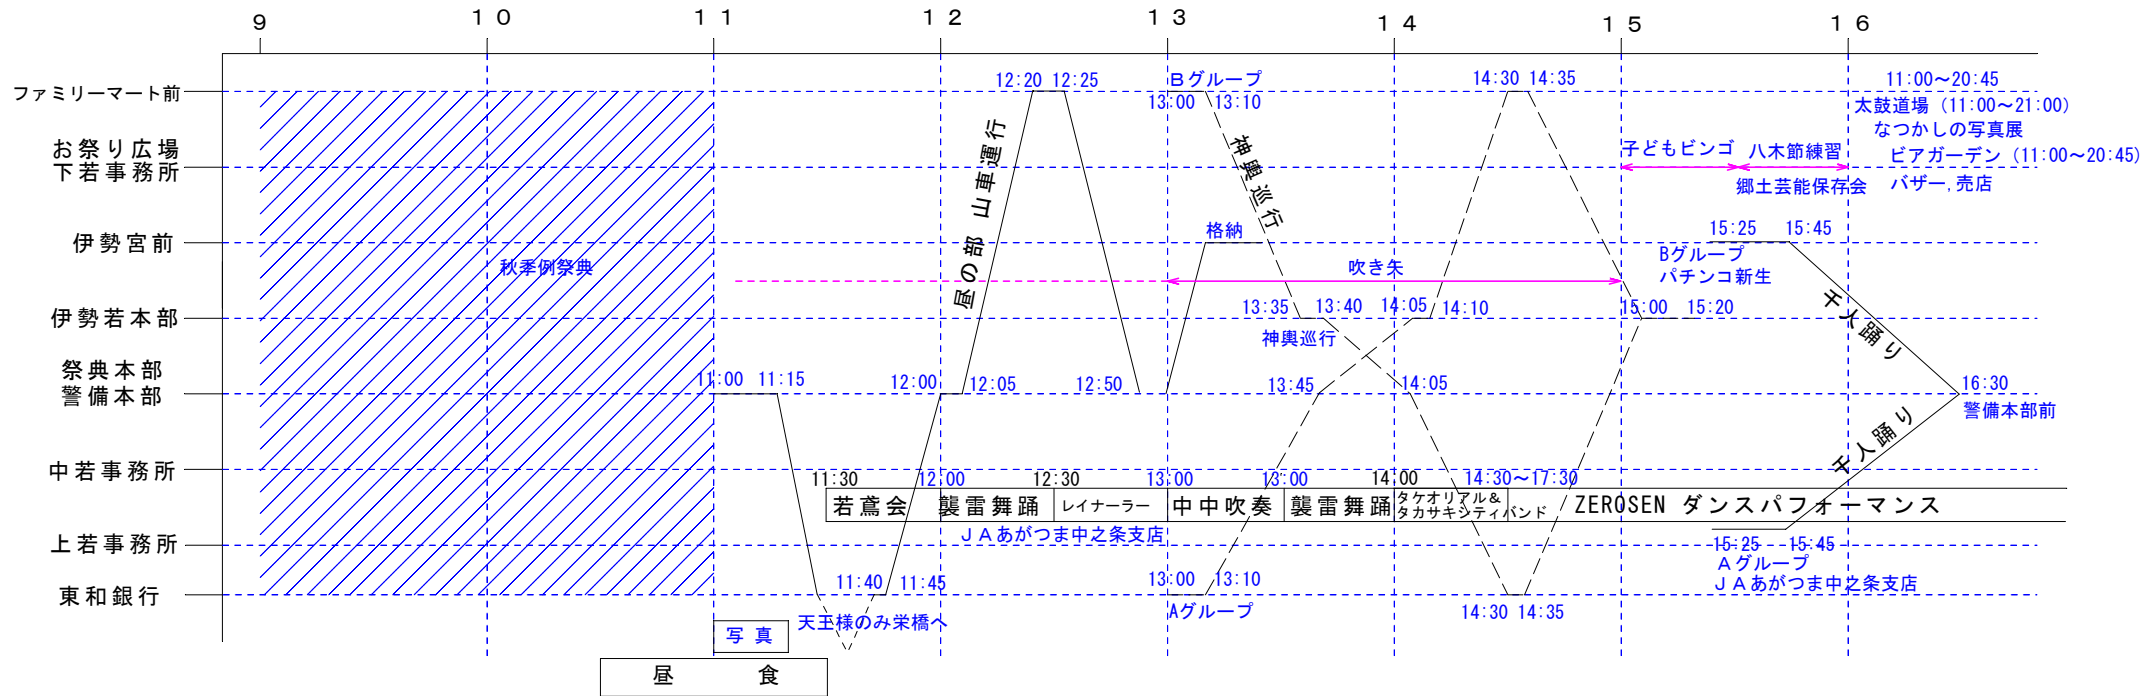 ９ １０ １１ １２ １３ １４ １５ １６
ファミリーマート前
12:20 12:25
Ｂグループ
13:00 13:10
14:30 14:35
11:00～20:45
太鼓道場（11:00～21:00）
なつかしの写真展
お祭り広場
下若事務所
子どもビンゴ
八木節練習
郷土芸能保存会
ビアガーデン（11:00～20:45）
バザー,売店
昼の部 山車運行
神輿巡行
伊勢宮前
秋季例祭典
格納
吹き矢
15:25 15:45
Bグループ
パチンコ新生
伊勢若本部
13:35 13:40 14:05 14:10
神輿巡行
15:00 15:20
千人踊り
祭典本部
警備本部
11:00 11:15
12:00 12:05
12:50
13:45
14:05
16:30
警備本部前
千人踊り
中若事務所
11:30 12:00 12:30 13:00 13:00 14:00 14:30～17:30
若鳶会 襲雷舞踊 レイナーラー 中中吹奏 襲雷舞踊
タケオリアル＆
タカサキシティバンド
ZEROSEN ダンスパフォーマンス
ＪＡあがつま中之条支店
上若事務所
15:25 15:45
Ａグループ
ＪＡあがつま中之条支店
東和銀行
11:40 11:45
天王様のみ栄橋へ
13:00 13:10
Aグループ
14:30 14:35
写真
昼 食